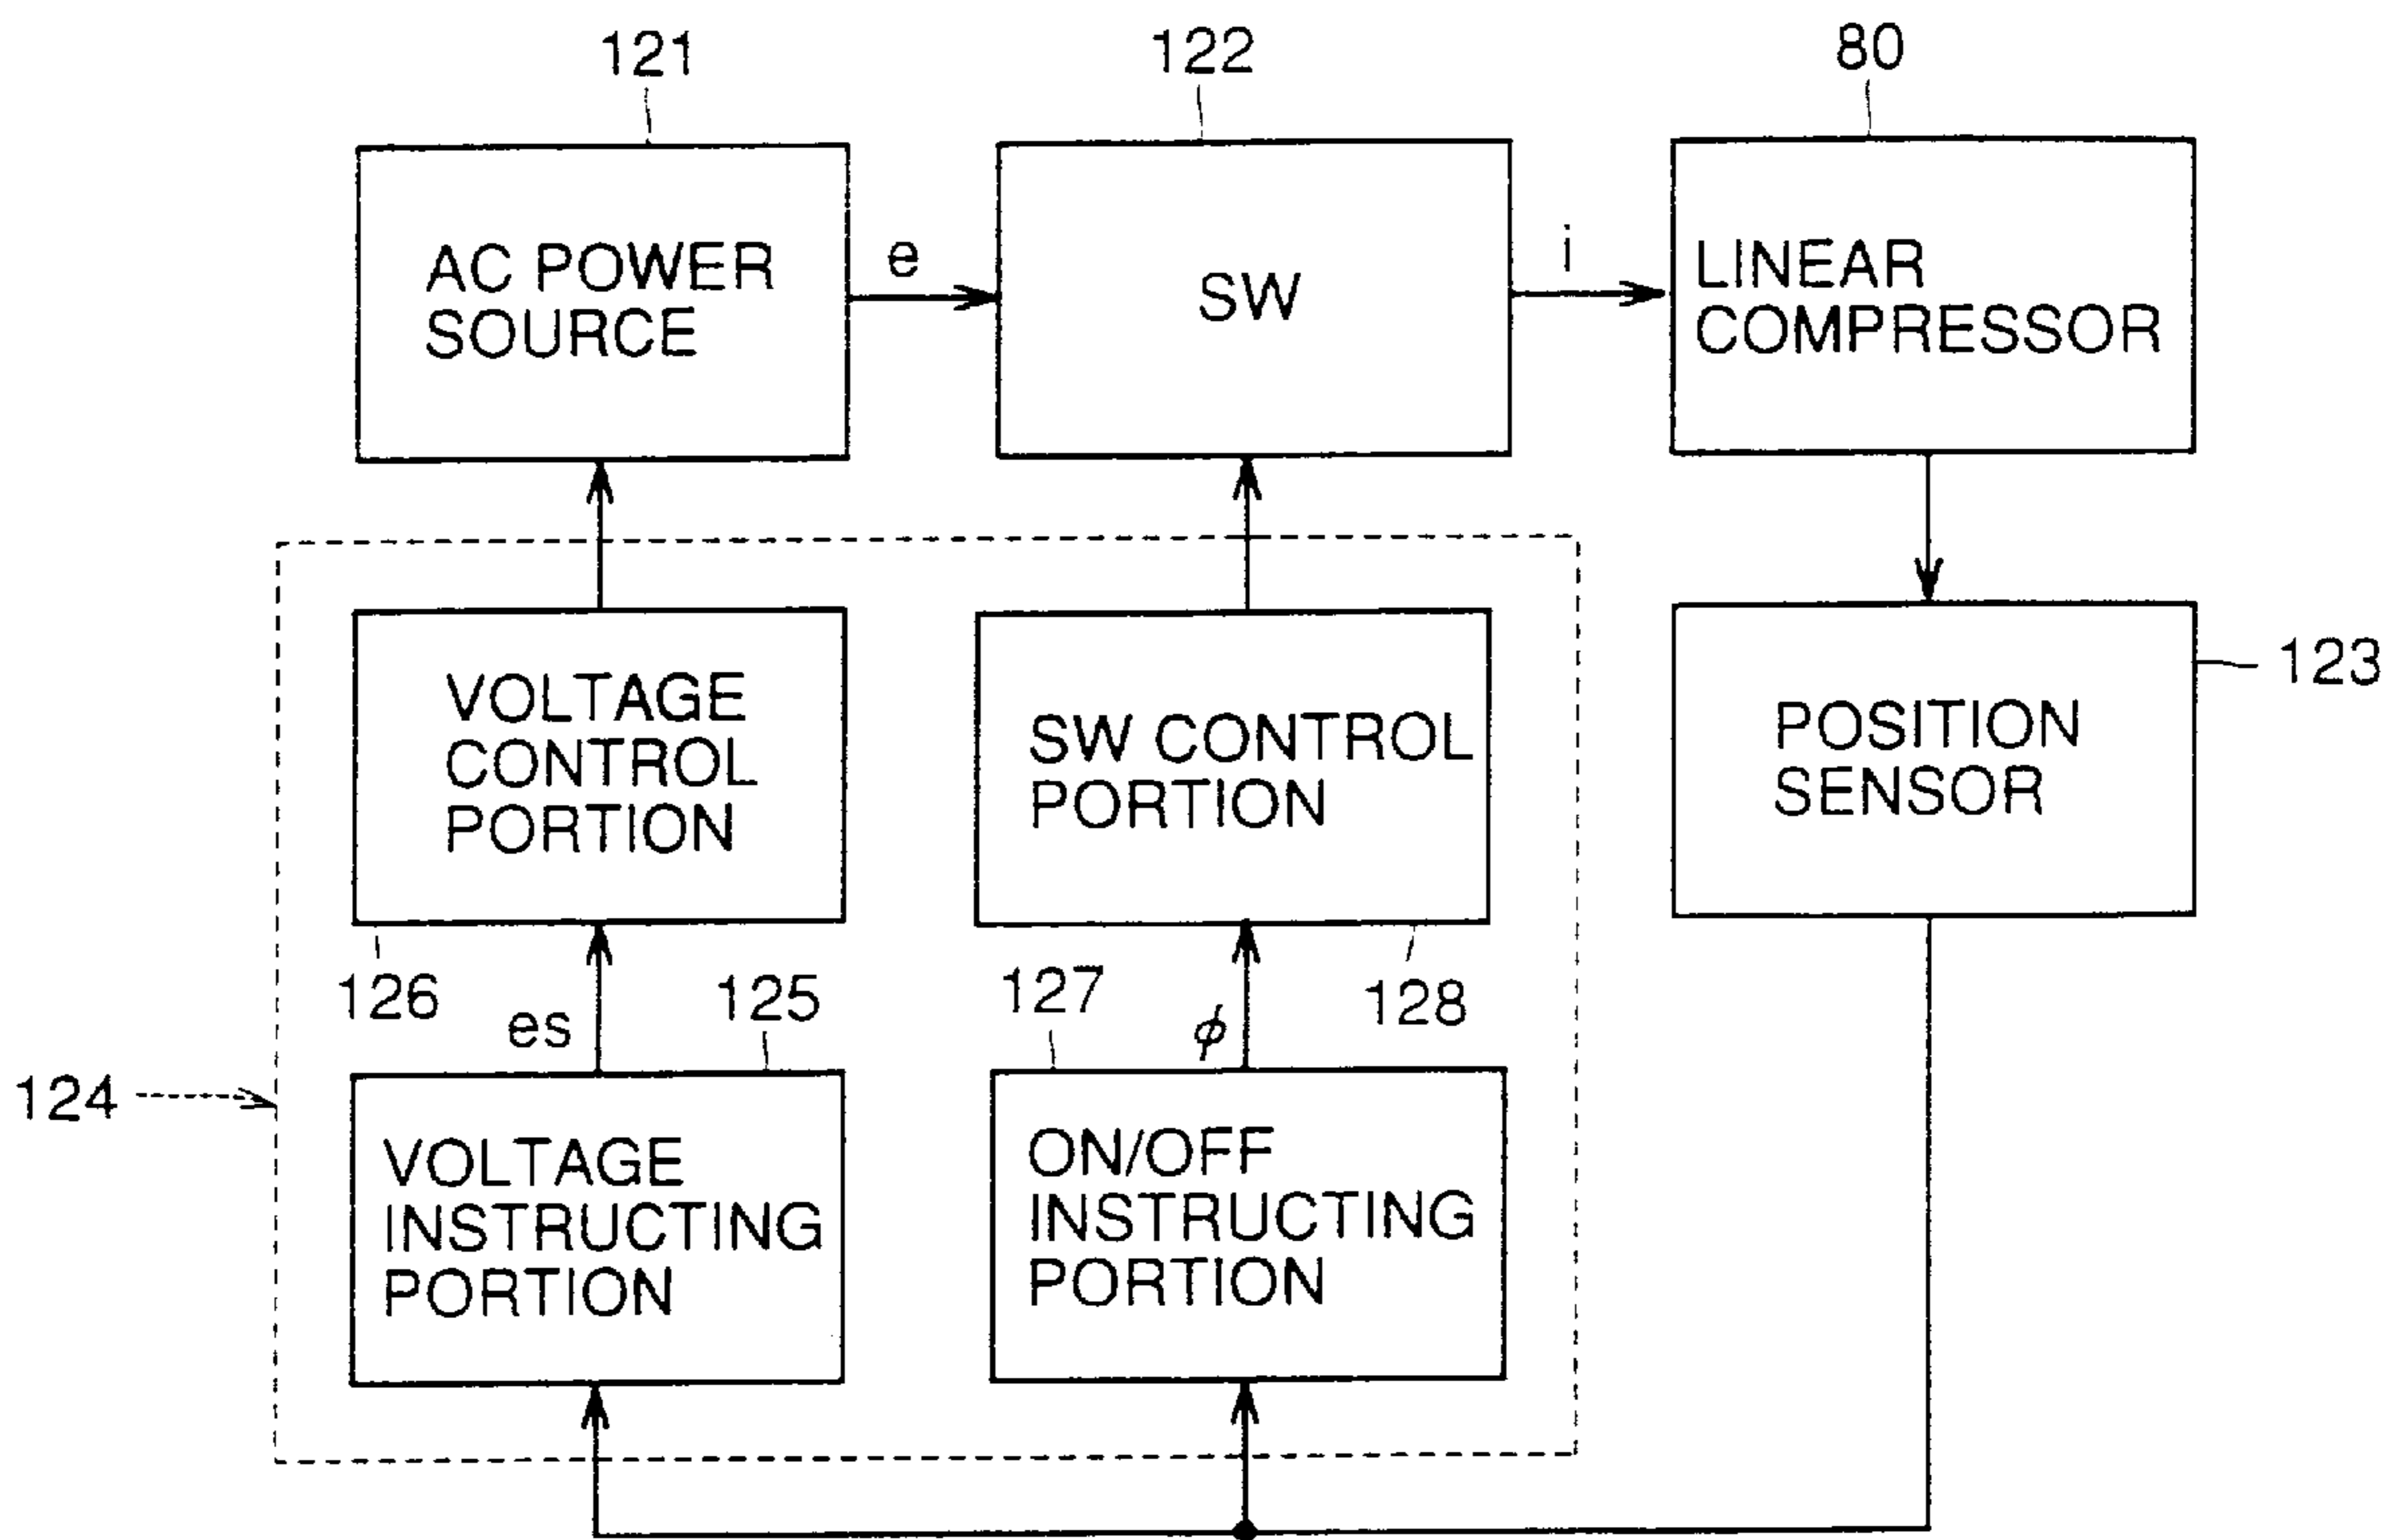 121
122
80
AC POWER
SOURCE
e
SW
i
LINEAR
COMPRESSOR
VOLTAGE
CONTROL
PORTION
SW CONTROL
PORTION
POSITION
SENSOR
123
126
es
125
127
ϕ
128
124
VOLTAGE
INSTRUCTING
PORTION
ON/OFF
INSTRUCTING
PORTION